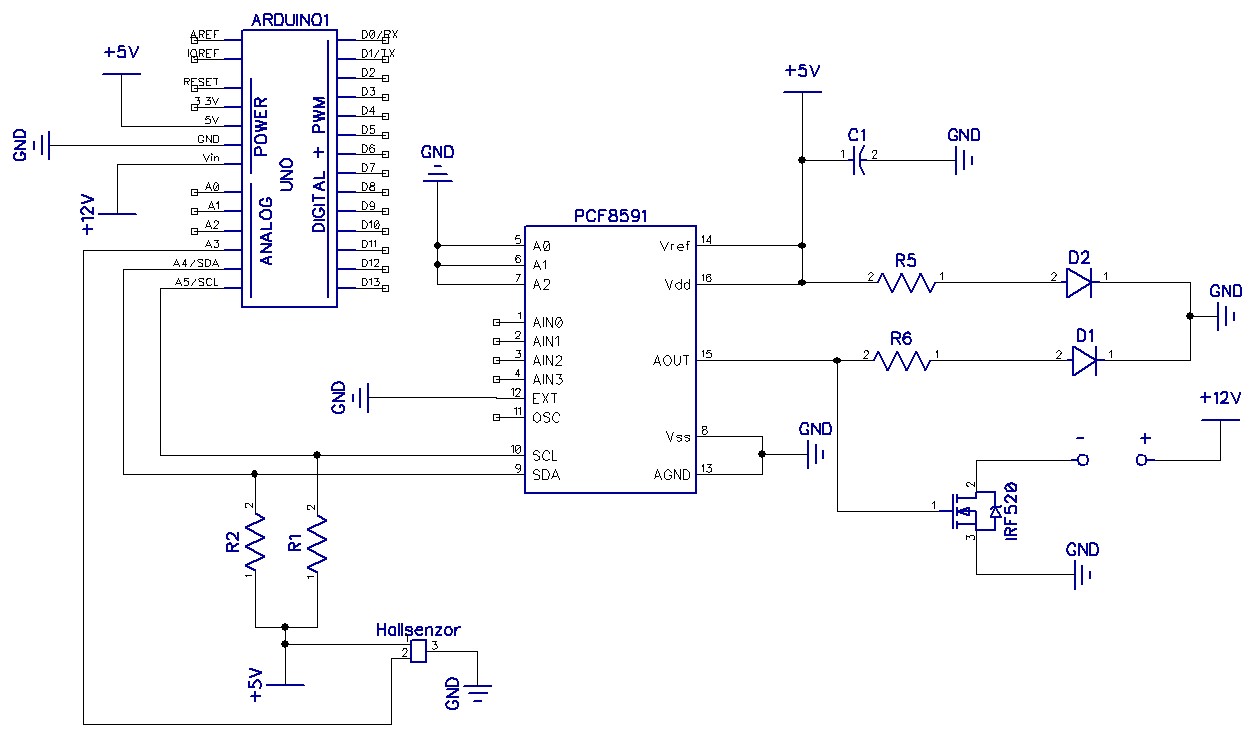 ARDUINO1
AREF
IOREF
RESET
3.3V
5V
GND
Vin
A0
A1
A2
A3
A4/SDA
A5/SCL
POWER
UNO
ANALOG
DIGITAL + PWM
D0/RX
D1/TX
D2
D3
D4
D5
D6
D7
D8
D9
D10
D11
D12
D13
+5V
GND
+12V
GND
PCF8591
5 A0
6 A1
7 A2
1 AIN0
2 AIN1
3 AIN2
4 AIN3
12 EXT
11 OSC
10 SCL
9 SDA
Vref 14
Vdd 16
AOUT 15
Vss 8
AGND 13
GND
GND
+5V
C1
1 2
GND
R5
2 1
D2
2 1
GND
R6
2 1
D1
2 1
+12V
- +
2
1
3
IRF520
GND
2 2
R2 R1
1 1
+5V
Hallsenzor
1
2 3
GND